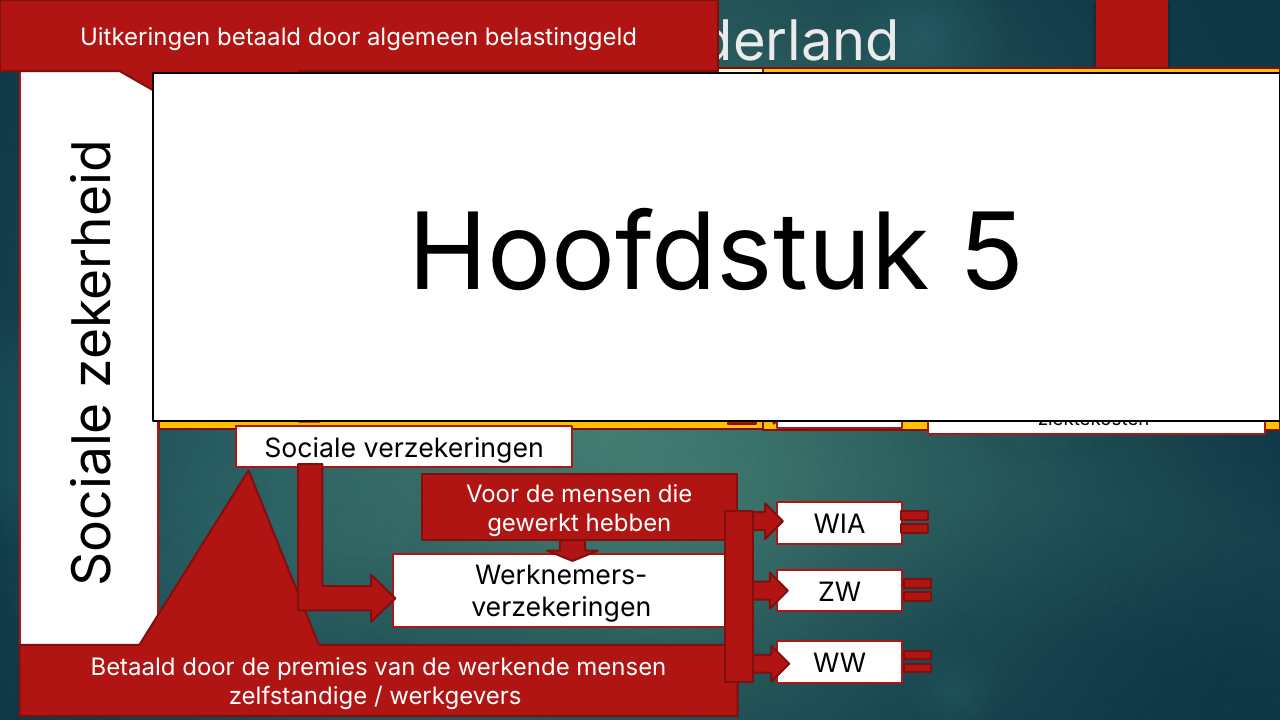 Uitkeringen betaald door algemeen belastinggeld
derland
Hoofdstuk 5
Sociale zekerheid
ziektekosten
Sociale verzekeringen
Voor de mensen die
gewerkt hebben
Werknemers-
verzekeringen
WIA
ZW
WW
Betaald door de premies van de werkende mensen
zelfstandige / werkgevers